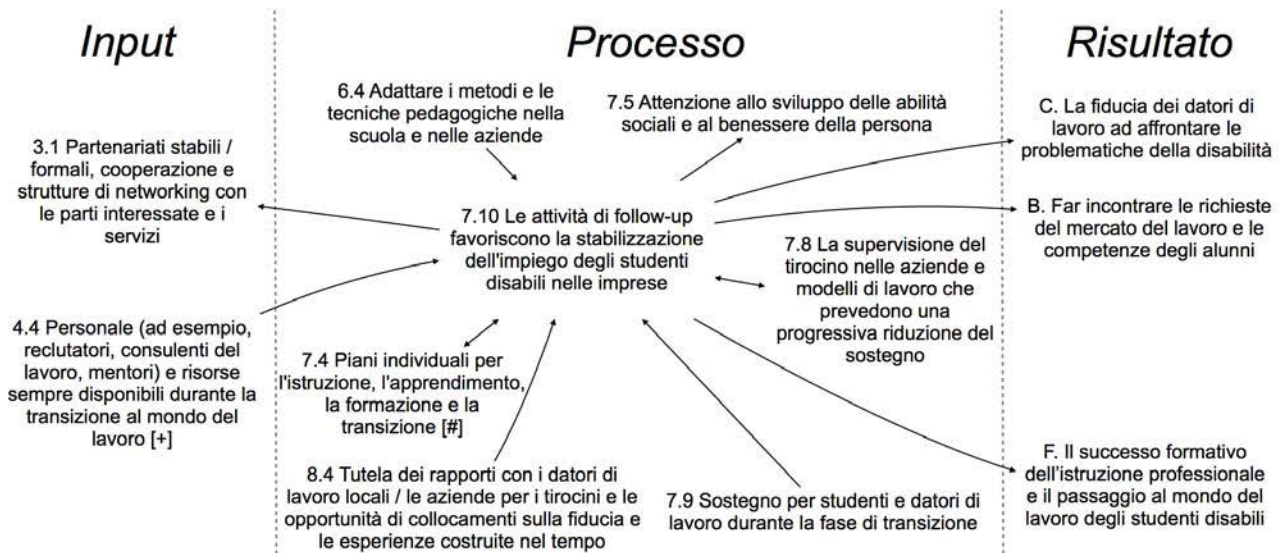 Input
Processo
Risultato
3.1 Partenariati stabili /
formali, cooperazione e
strutture di networking con
le parti interessate e i
servizi
4.4 Personale (ad esempio,
reclutatori, consulenti del
lavoro, mentori) e risorse
sempre disponibili durante la
transizione al mondo del
lavoro [+]
6.4 Adattare i metodi e le
tecniche pedagogiche nella
scuola e nelle aziende
7.5 Attenzione allo sviluppo delle abilità
sociali e al benessere della persona
7.10 Le attività di follow-up
favoriscono la stabilizzazione
dell'impiego degli studenti
disabili nelle imprese
7.8 La supervisione del
tirocino nelle aziende e
modelli di lavoro che
prevedono una
progressiva riduzione del
sostegno
7.4 Piani individuali per
l'istruzione, l'apprendimento,
la formazione e la
transizione [#]
8.4 Tutela dei rapporti con i datori di
lavoro locali / le aziende per i tirocini e le
opportunità di collocamenti sulla fiducia e
le esperienze costruite nel tempo
7.9 Sostegno per studenti e datori di
lavoro durante la fase di transizione
C. La fiducia dei datori di
lavoro ad affrontare le
problematiche della disabilità
B. Far incontrare le richieste
del mercato del lavoro e le
competenze degli alunni
F. Il successo formativo
dell'istruzione professionale
e il passaggio al mondo del
lavoro degli studenti disabili